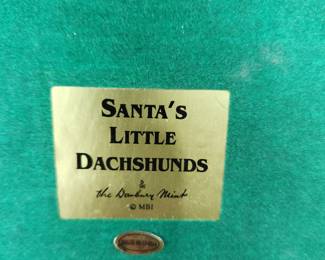 SANTA'S
LITTLE
DACHSHUNDS
the Danbury Mint
© MBI